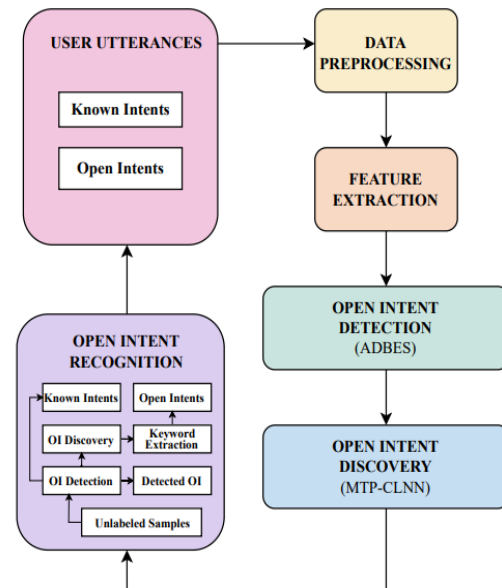 USER UTTERANCES
Known Intents
Open Intents
DATA
PREPROCESSING
FEATURE
EXTRACTION
OPEN INTENT
DETECTION
(ADBES)
OPEN INTENT
DISCOVERY
(MTP-CLNN)
OPEN INTENT
RECOGNITION
Known Intents
Open Intents
OI Discovery
Keyword
Extraction
OI Detection
Detected OI
Unlabeled Samples